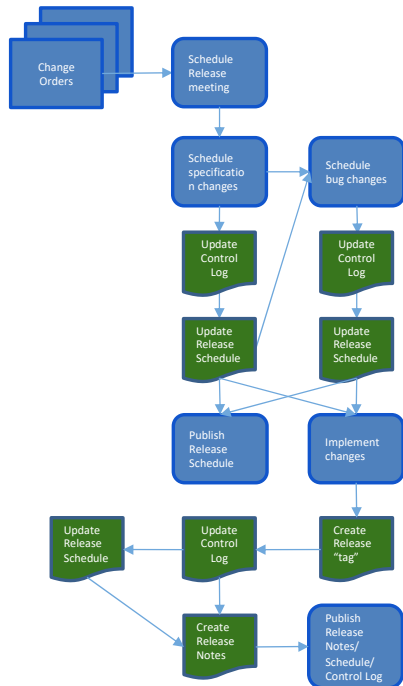 Change
Orders
Schedule
Release
meeting
Schedule
specificatio
n changes
Schedule
bug changes
Update
Control
Log
Update
Control
Log
Update
Release
Schedule
Update
Release
Schedule
Publish
Release
Schedule
Implement
changes
Update
Release
Schedule
Update
Control
Log
Create
Release
“tag”
Create
Release
Notes
Publish
Release
Notes/
Schedule/
Control Log